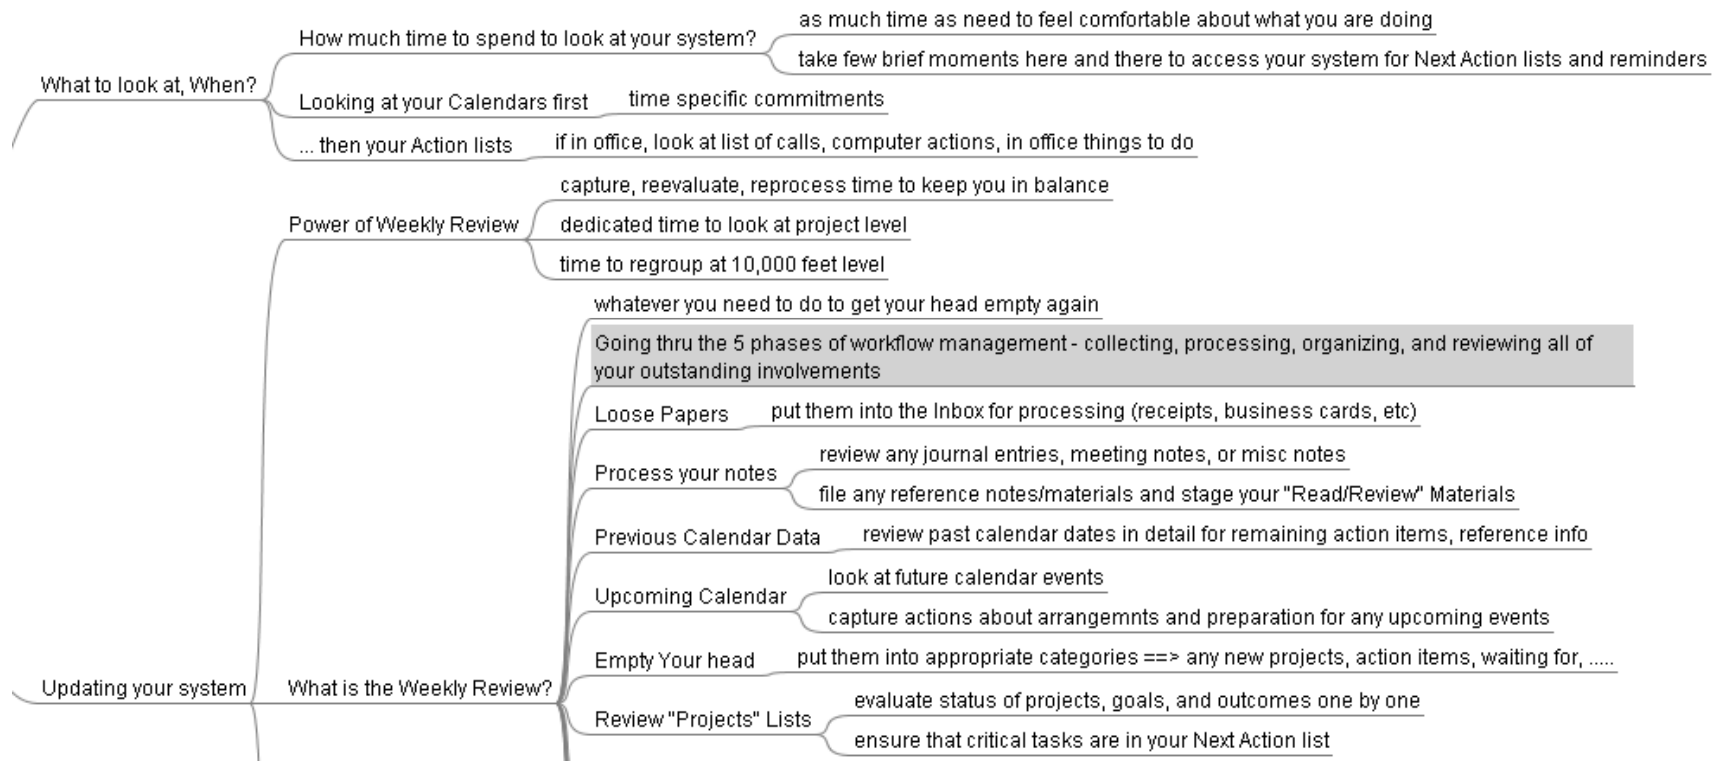 What to look at, When?
How much time to spend to look at your system?
as much time as need to feel comfortable about what you are doing
take few brief moments here and there to access your system for Next Action lists and reminders
Looking at your Calendars first
time specific commitments
... then your Action lists
if in office, look at list of calls, computer actions, in office things to do
Updating your system
Power of Weekly Review
capture, reevaluate, reprocess time to keep you in balance
dedicated time to look at project level
time to regroup at 10,000 feet level
What is the Weekly Review?
whatever you need to do to get your head empty again
Going thru the 5 phases of workflow management - collecting, processing, organizing, and reviewing all of
your outstanding involvements
Loose Papers
put them into the Inbox for processing (receipts, business cards, etc)
Process your notes
review any journal entries, meeting notes, or misc notes
file any reference notes/materials and stage your "Read/Review" Materials
Previous Calendar Data
review past calendar dates in detail for remaining action items, reference info
Upcoming Calendar
look at future calendar events
capture actions about arrangemnts and preparation for any upcoming events
Empty Your head
put them into appropriate categories ==> any new projects, action items, waiting for, .....
Review "Projects" Lists
evaluate status of projects, goals, and outcomes one by one
ensure that critical tasks are in your Next Action list